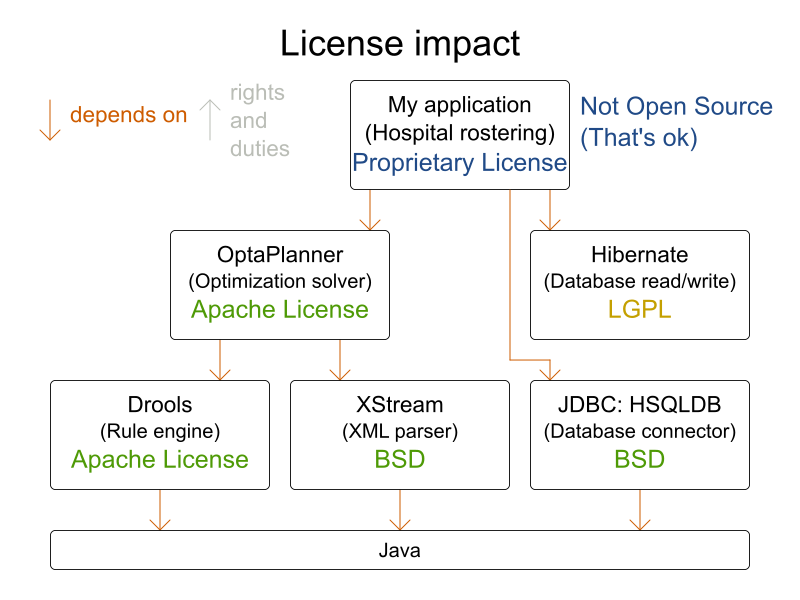 License impact
depends on
rights
and
duties
My application
(Hospital rostering)
Proprietary License
Not Open Source
(That's ok)
OptaPlanner
(Optimization solver)
Apache License
Hibernate
(Database read/write)
LGPL
Drools
(Rule engine)
Apache License
XStream
(XML parser)
BSD
JDBC: HSQLDB
(Database connector)
BSD
Java